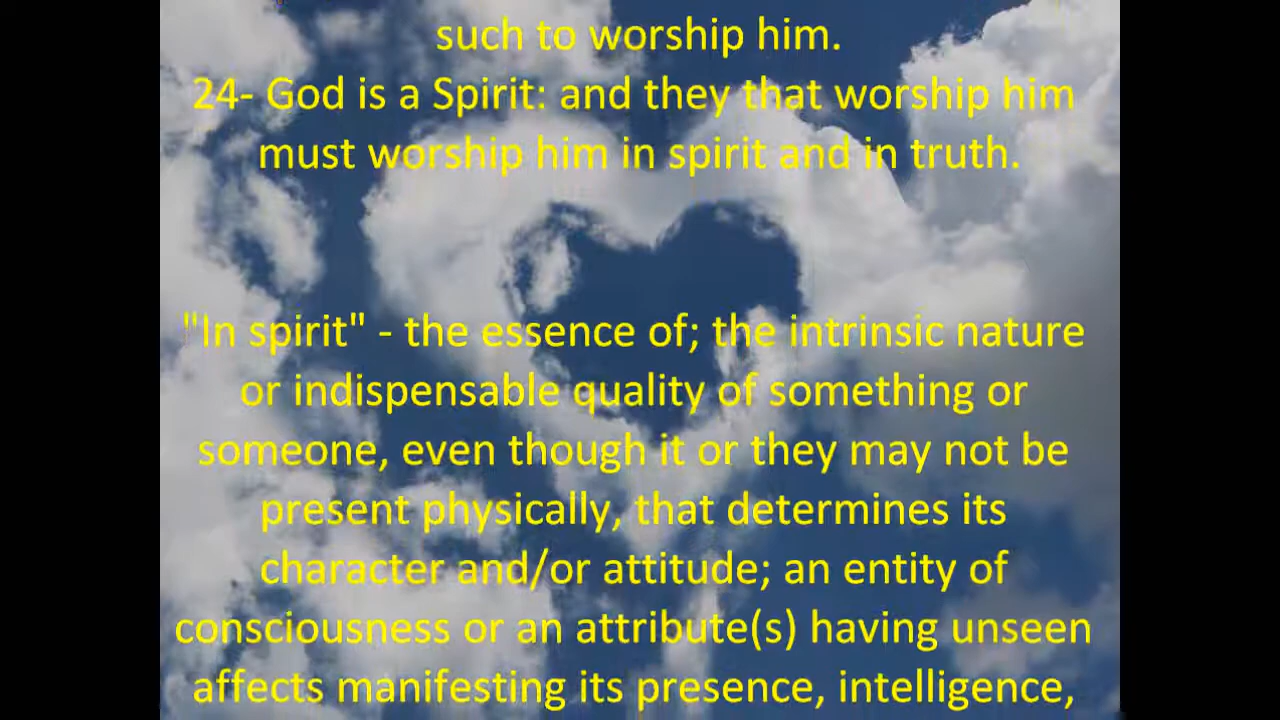 such to worship him.
24- God is a Spirit: and they that worship him
must worship him in spirit and in truth.
"In spirit" - the essence of; the intrinsic nature
or indispensable quality of something or
someone, even though it or they may not be
present physically, that determines its
character and/or attitude; an entity of
consciousness or an attribute(s) having unseen
affects manifesting its presence, intelligence,